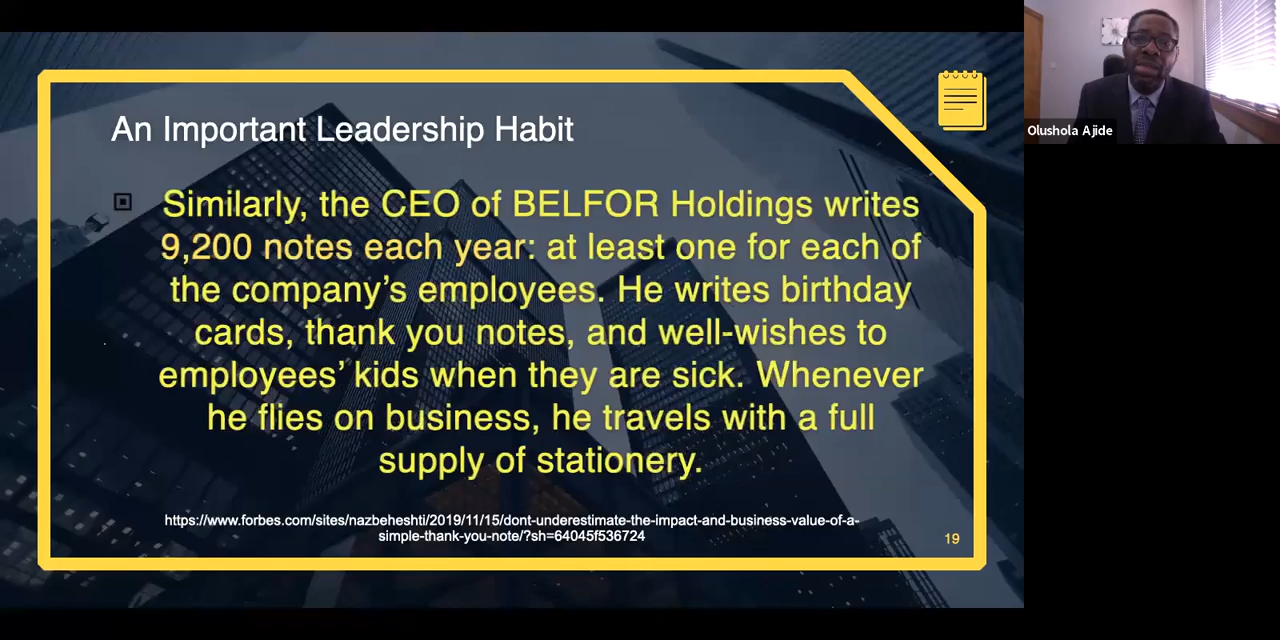 An Important Leadership Habit
Similarly, the CEO of BELFOR Holdings writes
9,200 notes each year: at least one for each of
the company’s employees. He writes birthday
cards, thank you notes, and well-wishes to
employees’ kids when they are sick. Whenever
he flies on business, he travels with a full
supply of stationery.
https://www.forbes.com/sites/nazbeheshti/2019/11/15/dont-underestimate-the-impact-and-business-value-of-a-
simple-thank-you-note/?sh=64045f536724
19
Olushola Ajide